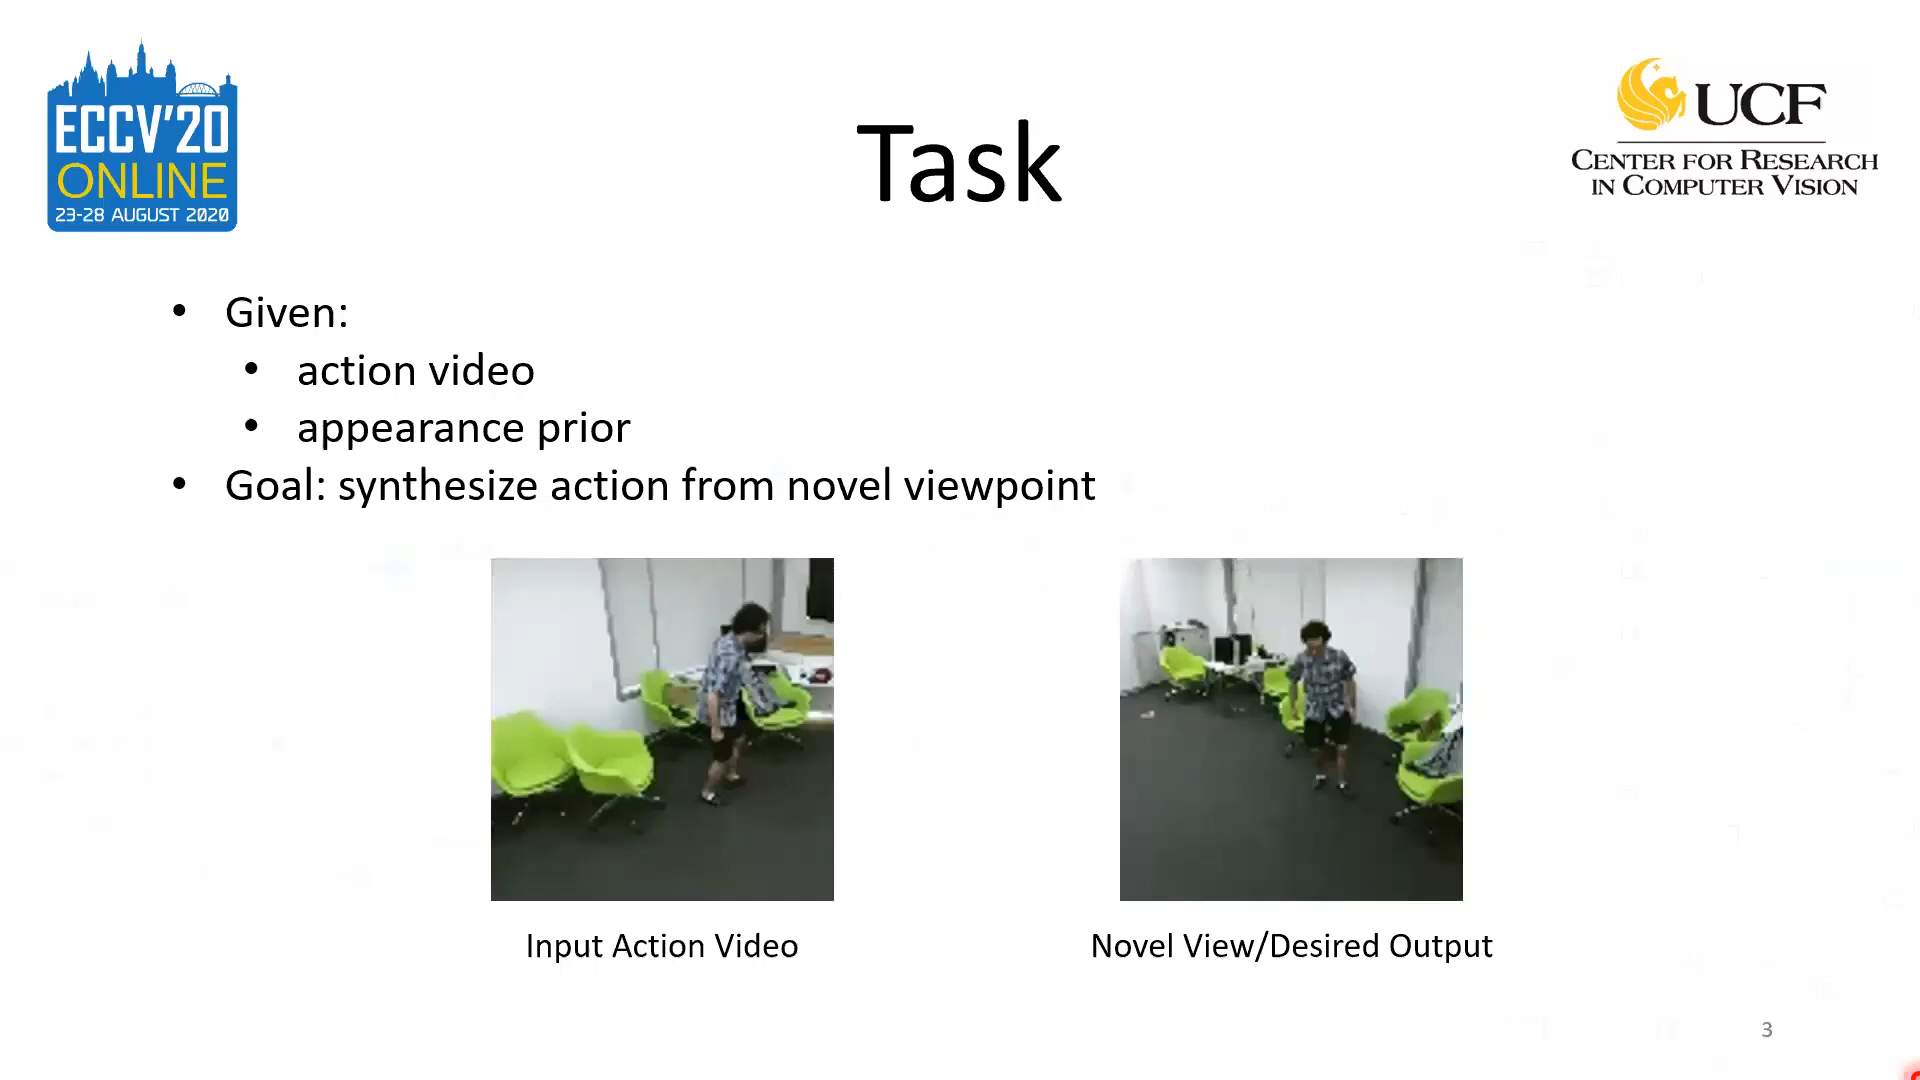 ECCV'20
ONLINE
23-28 AUGUST 2020
Task
UCF
CENTER FOR RESEARCH
IN COMPUTER VISION
• Given:
• action video
• appearance prior
• Goal: synthesize action from novel viewpoint
Input Action Video
Novel View/Desired Output
3